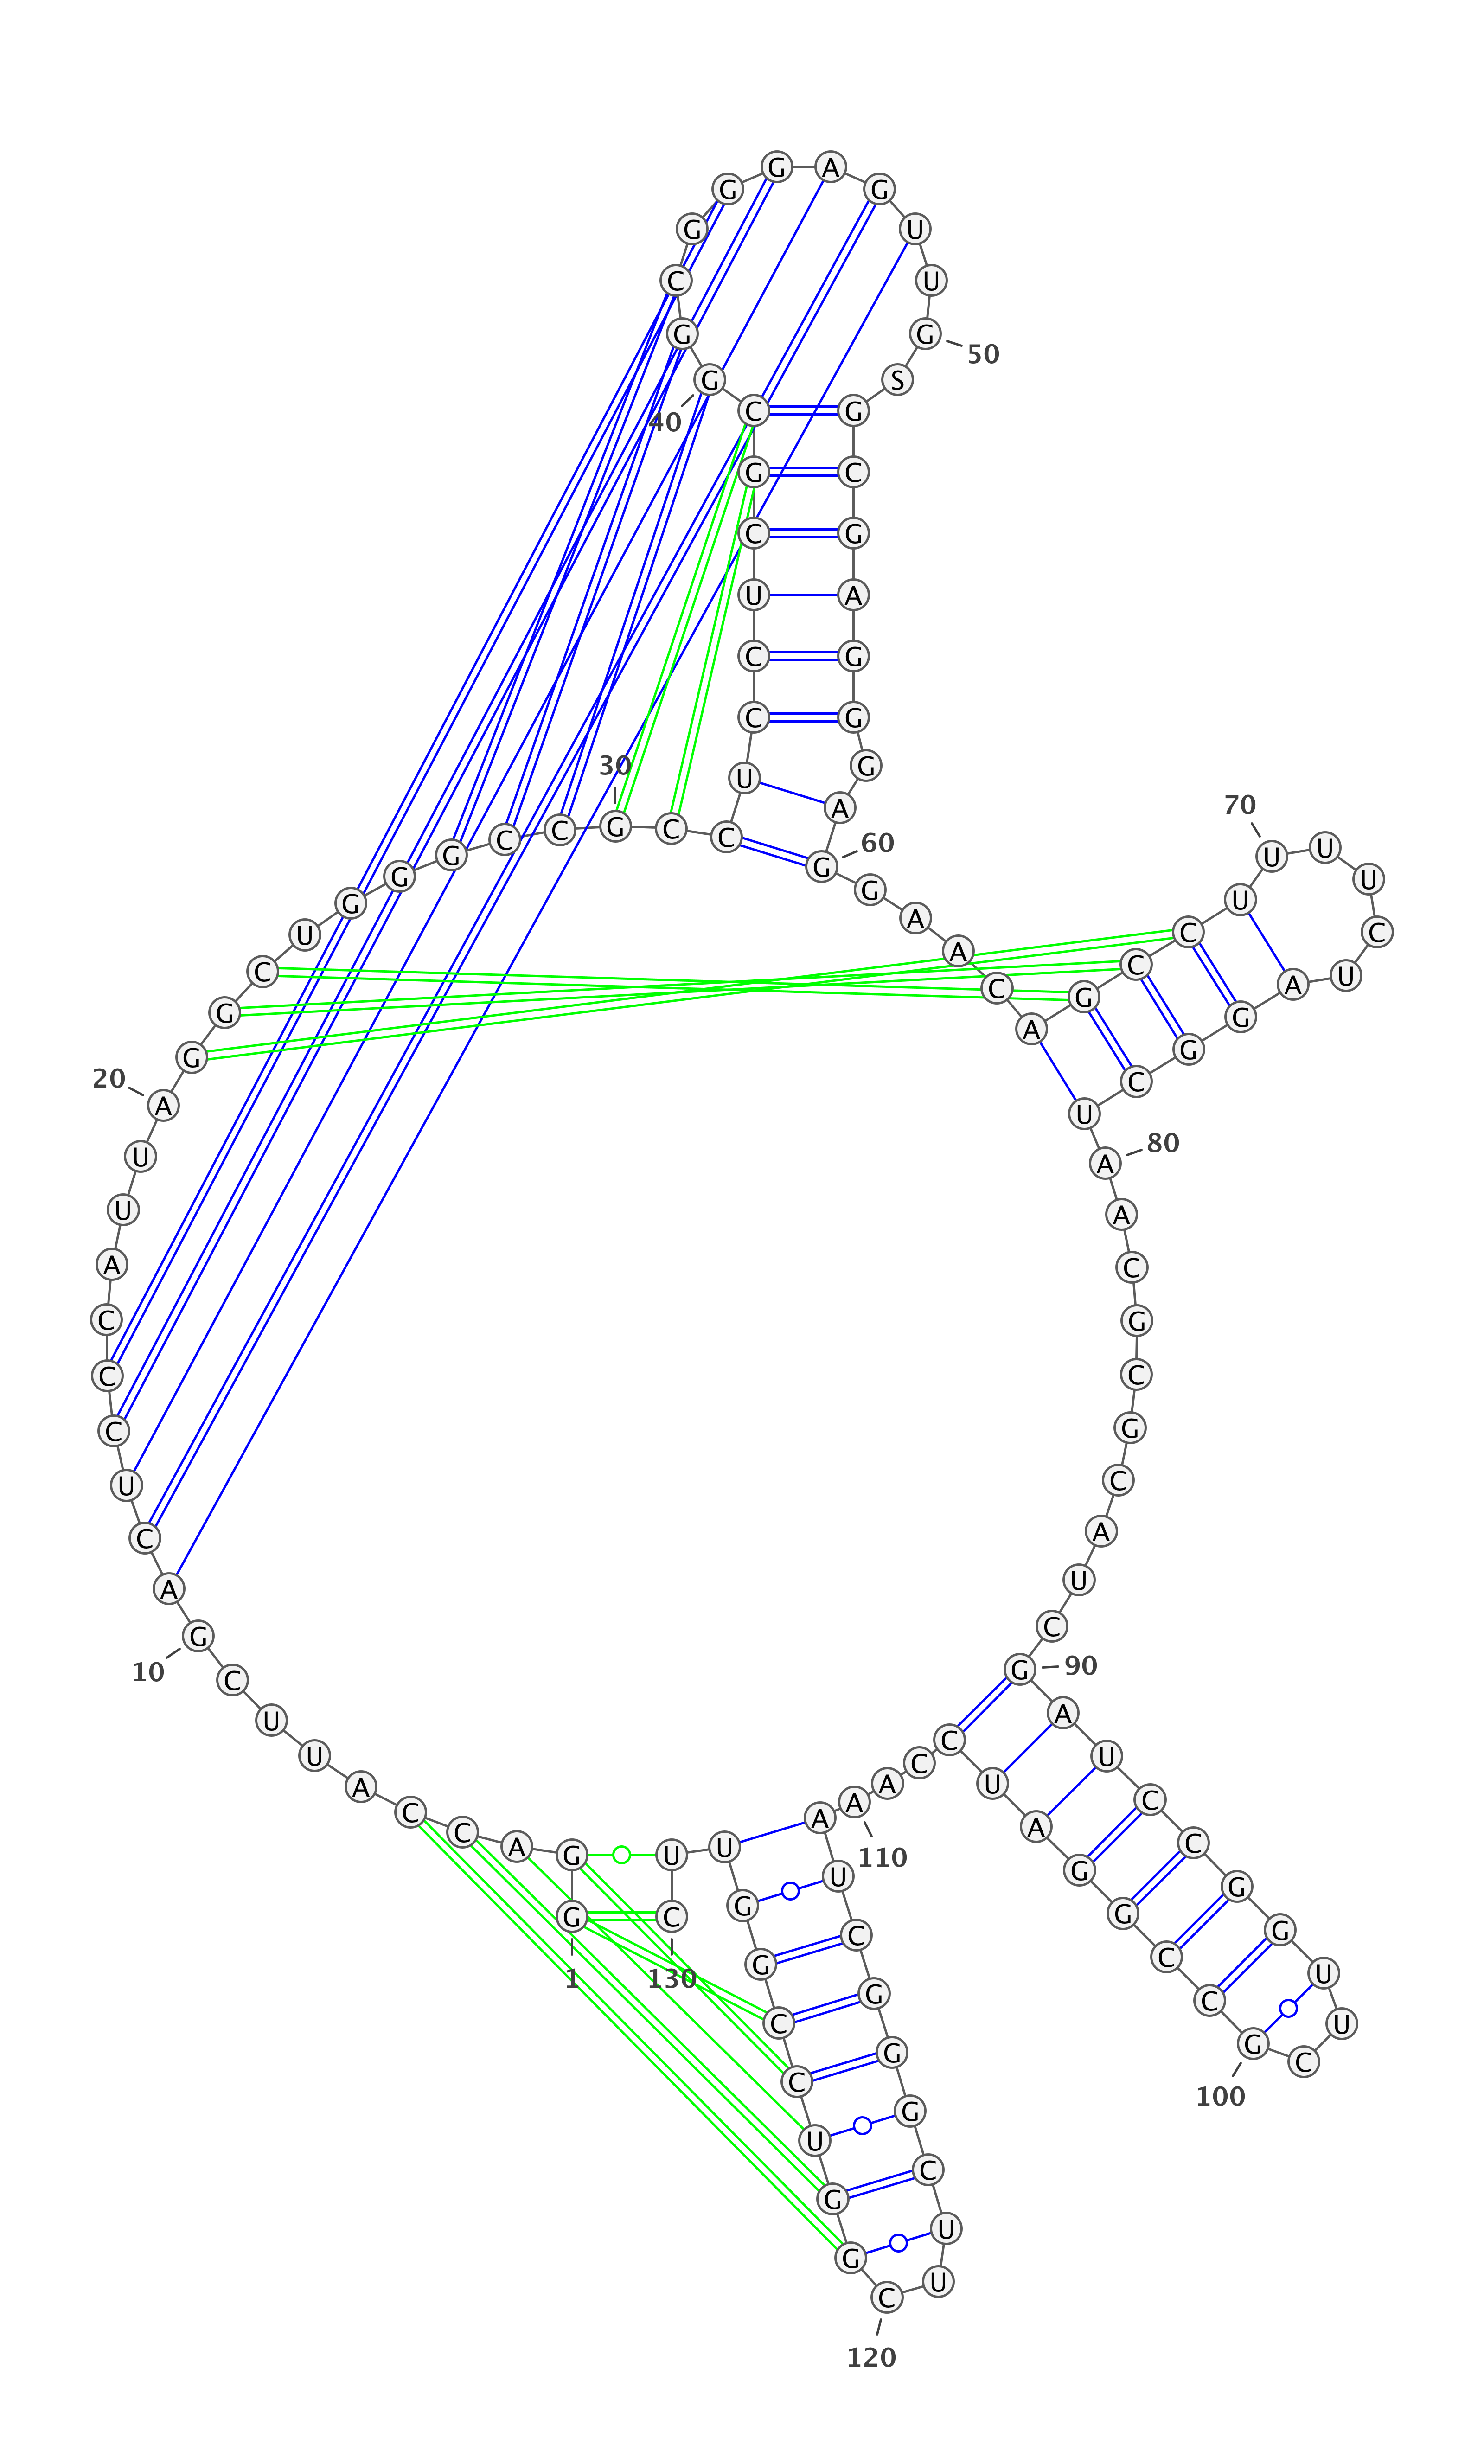 1
G G A C C A U U C G
10
A C U C C C A U U A
20
G G C U G G G C C G
30
C C U C C U C G C G
40
G C G G G A G U U G
50
S G C G A G G G A G
60
G A A C A G C C U U
70
U U C U A G G C U A
80
A C G C G C A U C G
90
A U C C G G U U C G
100
C C G G A U C C A A
110
A U C G G G C U U C
120
G G U C C G G U U C
130